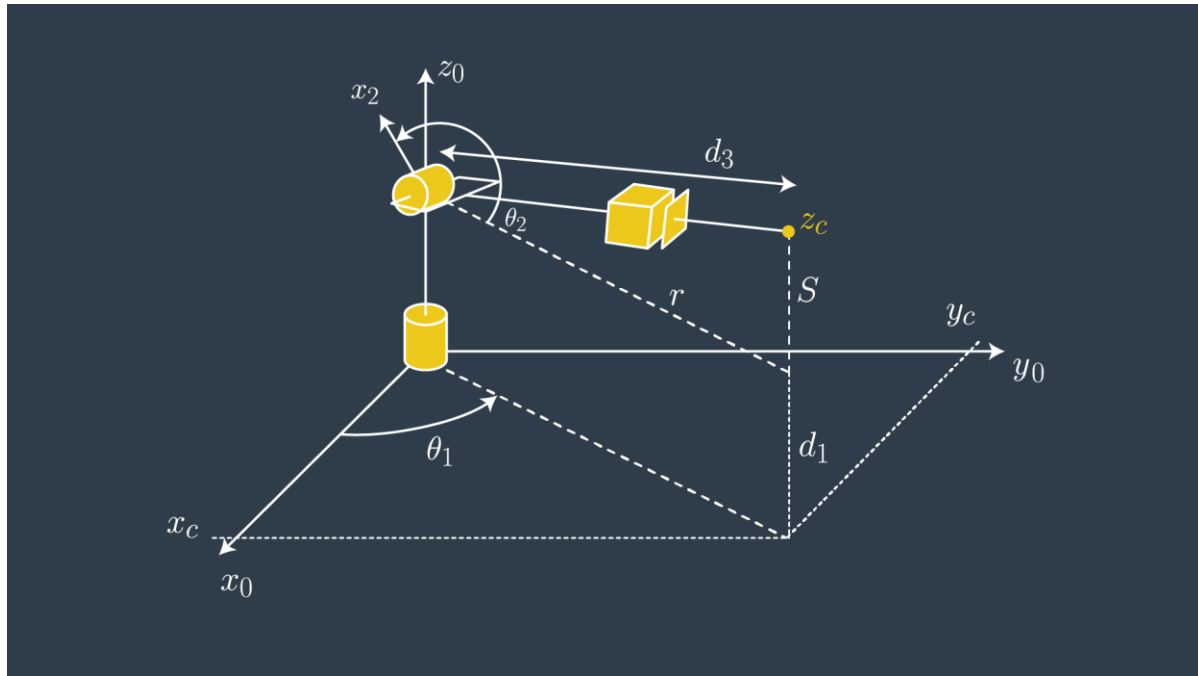 z₀
x₂
d₃
θ₂
z_c
S
r
y_c
y₀
θ₁
d₁
x_c
x₀